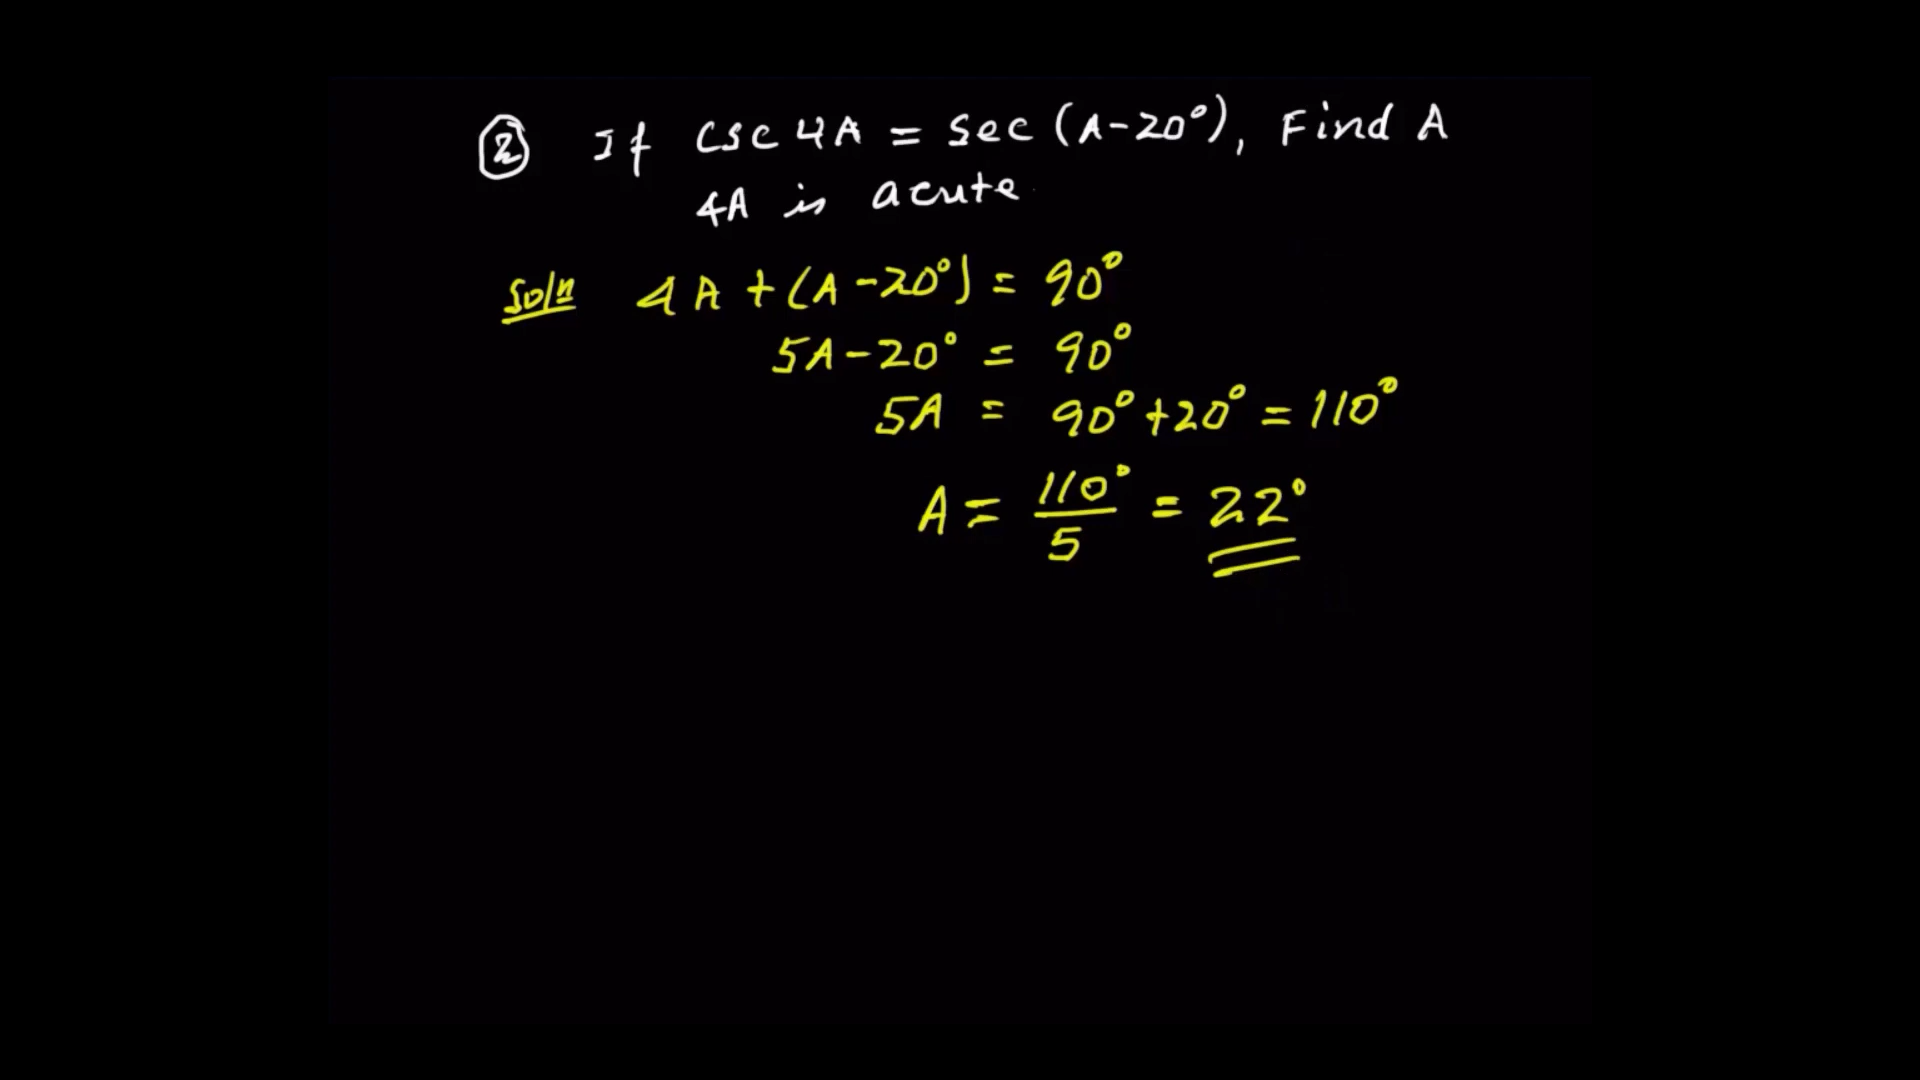 ② If csc 4A = sec (A-20°), Find A
4A is acute
Soln 4A + (A-20°) = 90°
5A-20° = 90°
5A = 90°+20° = 110°
A = 110°/5 = 22°